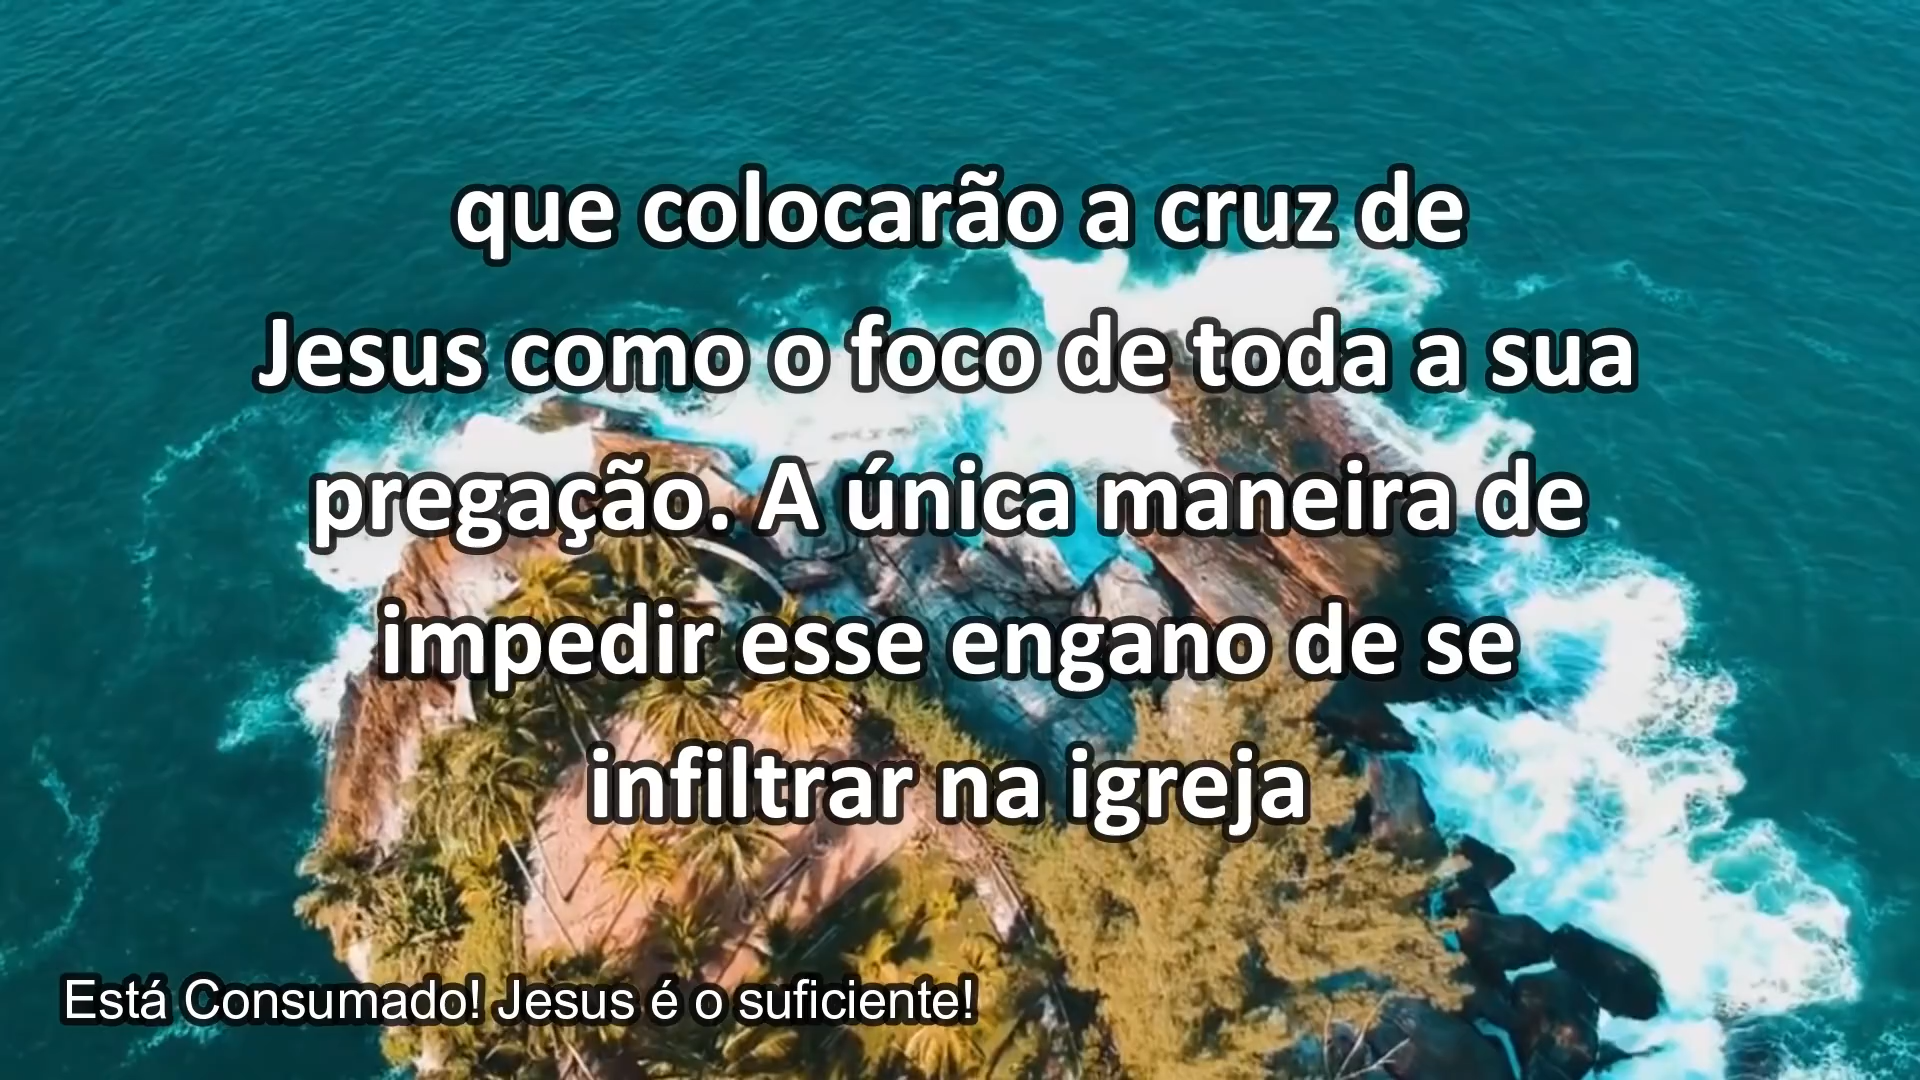 que colocarão a cruz de
Jesus como o foco de toda a sua
pregação. A única maneira de
impedir esse engano de se
infiltrar na igreja
Está Consumado! Jesus é o suficiente!